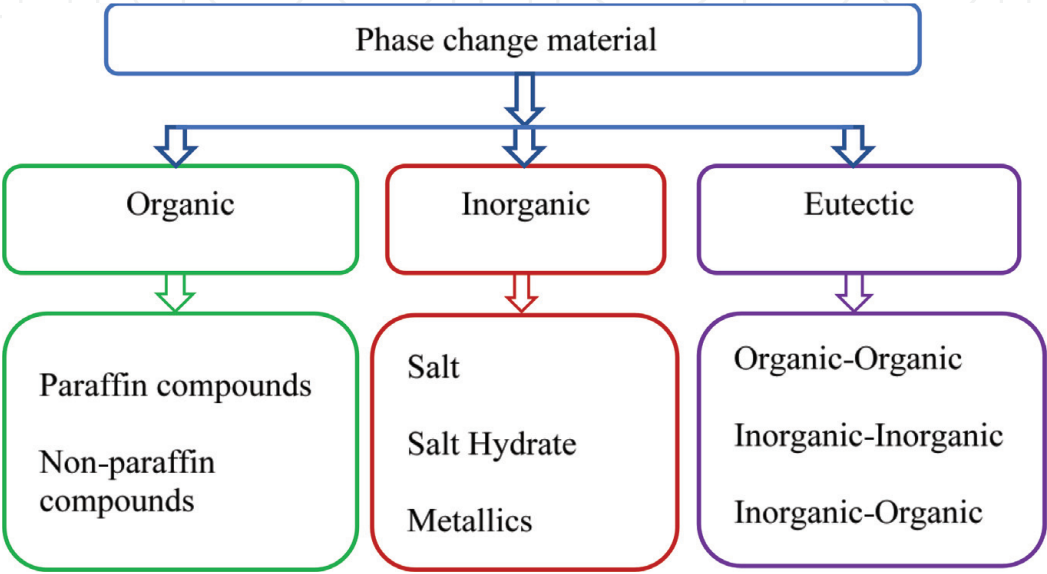 Phase change material
Organic
Inorganic
Eutectic
Paraffin compounds
Non-paraffin
compounds
Salt
Salt Hydrate
Metallics
Organic-Organic
Inorganic-Inorganic
Inorganic-Organic